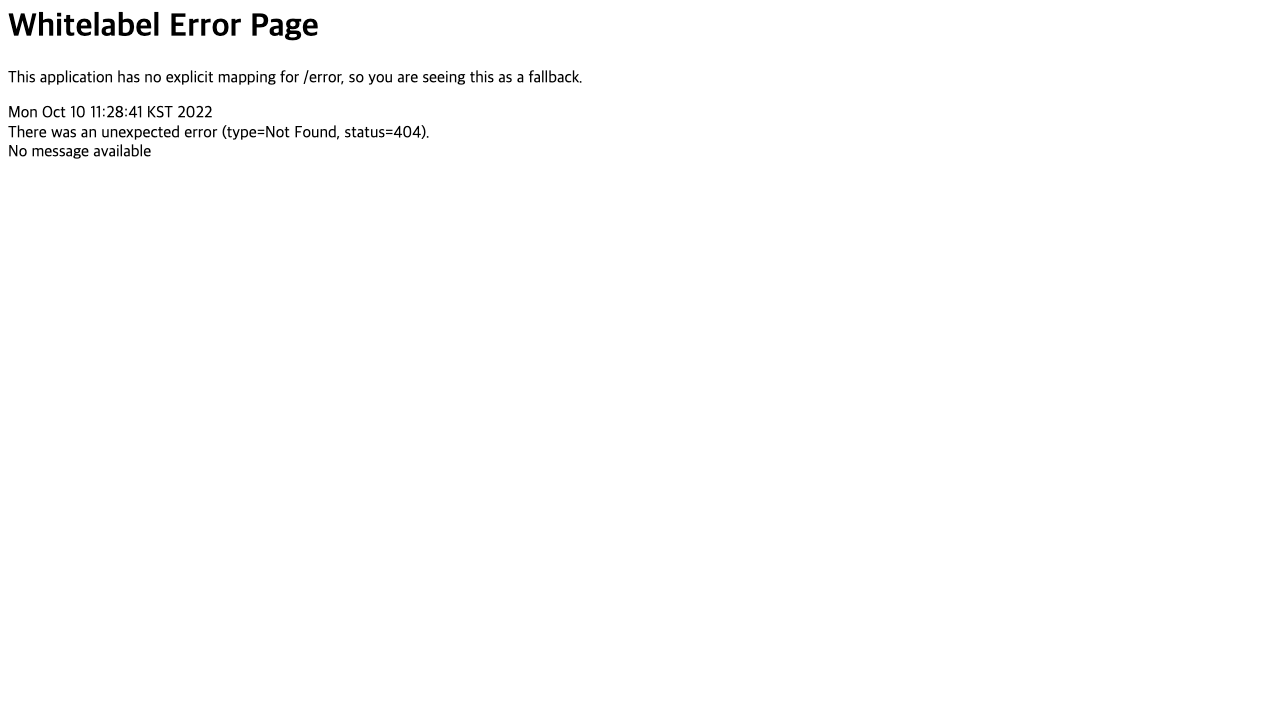 Whitelabel Error Page
This application has no explicit mapping for /error, so you are seeing this as a fallback.
Mon Oct 10 11:28:41 KST 2022
There was an unexpected error (type=Not Found, status=404).
No message available